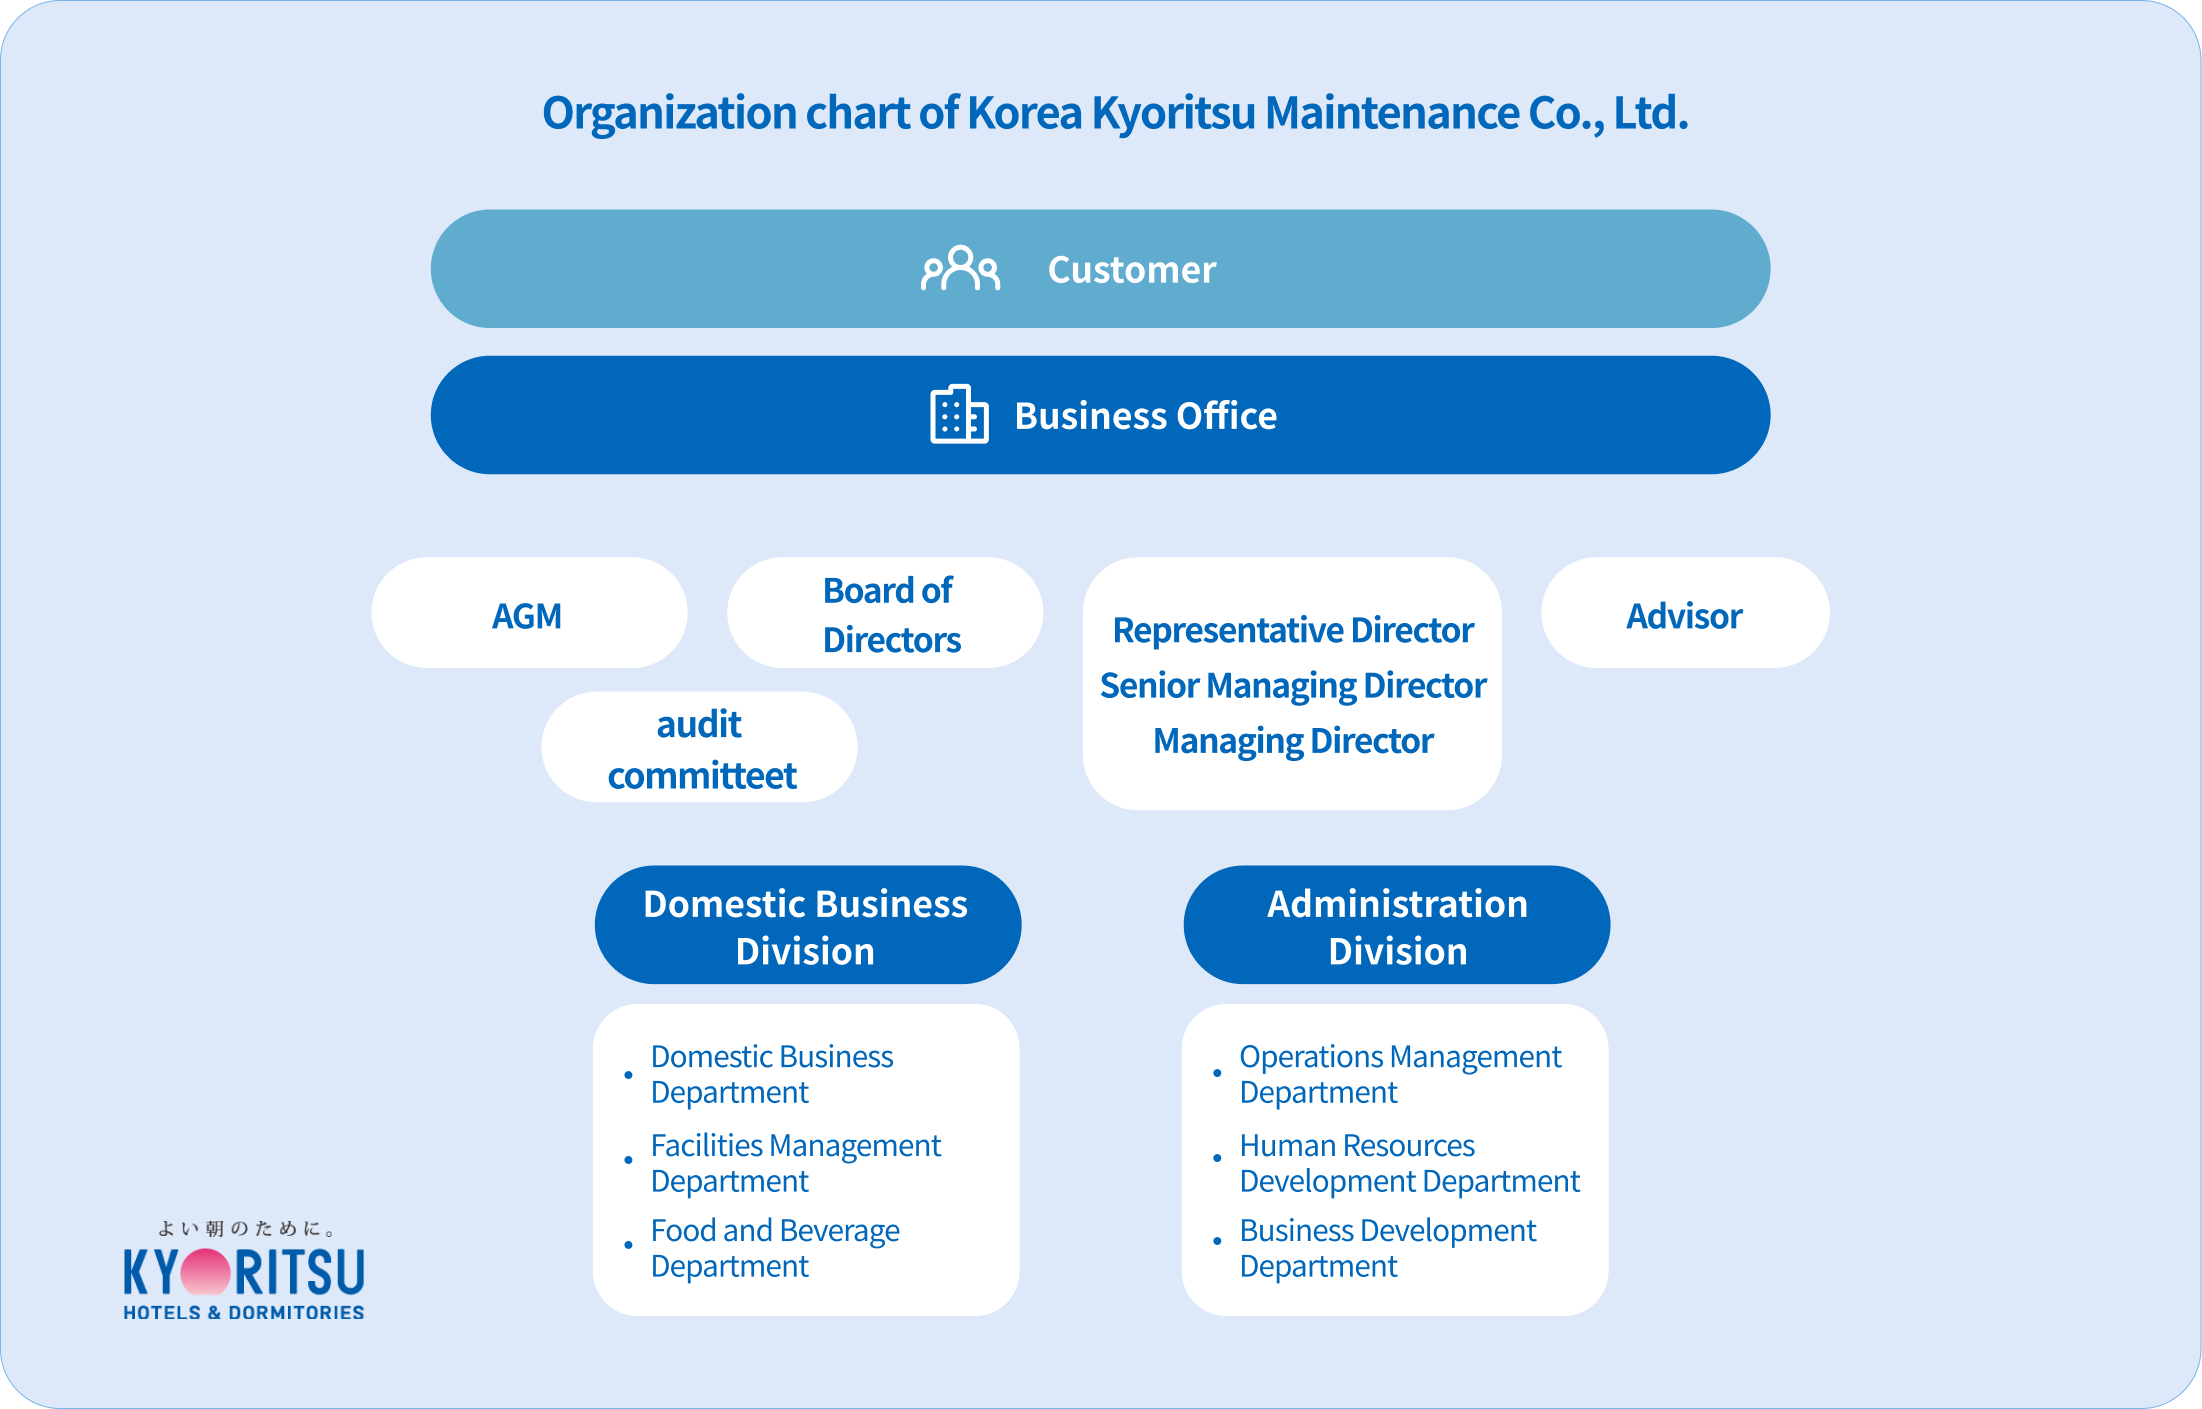 Organization chart of Korea Kyoritsu Maintenance Co., Ltd.
Customer
Business Office
AGM
Board of
Directors
Representative Director
Senior Managing Director
Managing Director
Advisor
audit
committeet
Domestic Business
Division
Administration
Division
• Domestic Business
Department
• Facilities Management
Department
• Food and Beverage
Department
• Operations Management
Department
• Human Resources
Development Department
• Business Development
Department
よい朝のために。
KYORITSU
HOTELS & DORMITORIES